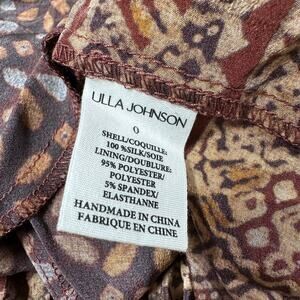 ULLA JOHNSON
0
SHELL/COQUILLE:
100 %SILK/SOIE
LINING/DOUBLURE:
95% POLYESTER/
POLYESTER
5% SPANDEX/
ELASTHANNE
HANDMADE IN CHINA
FABRIQUE EN CHINE